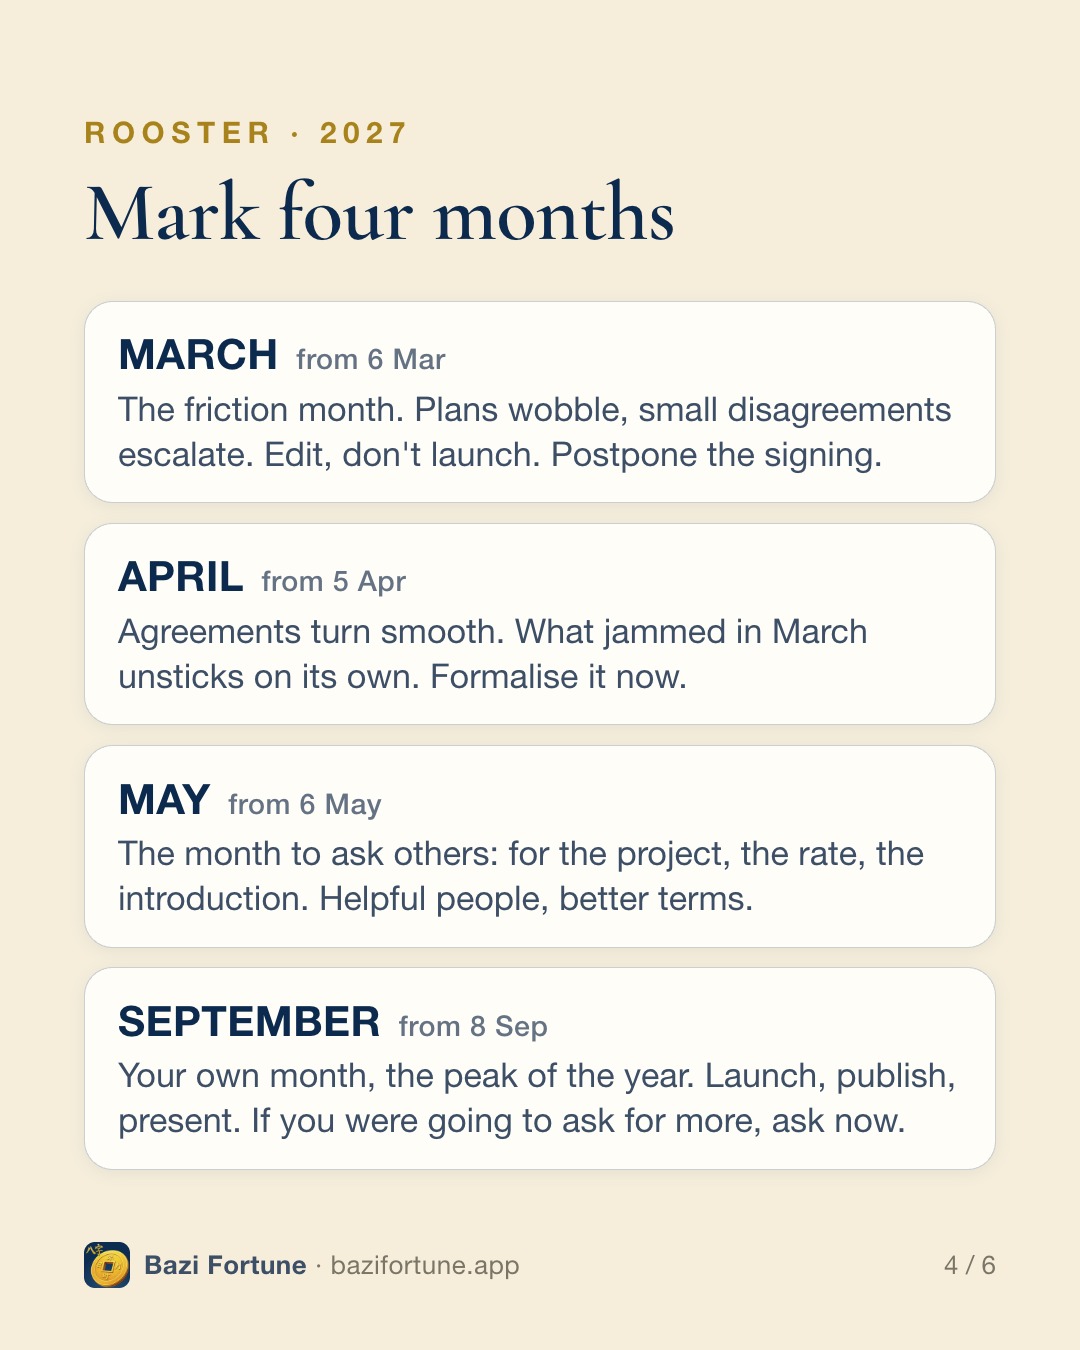 ROOSTER · 2027
Mark four months
MARCH from 6 Mar
The friction month. Plans wobble, small disagreements
escalate. Edit, don't launch. Postpone the signing.
APRIL from 5 Apr
Agreements turn smooth. What jammed in March
unsticks on its own. Formalise it now.
MAY from 6 May
The month to ask others: for the project, the rate, the
introduction. Helpful people, better terms.
SEPTEMBER from 8 Sep
Your own month, the peak of the year. Launch, publish,
present. If you were going to ask for more, ask now.
八字
Bazi Fortune · bazifortune.app
4 / 6